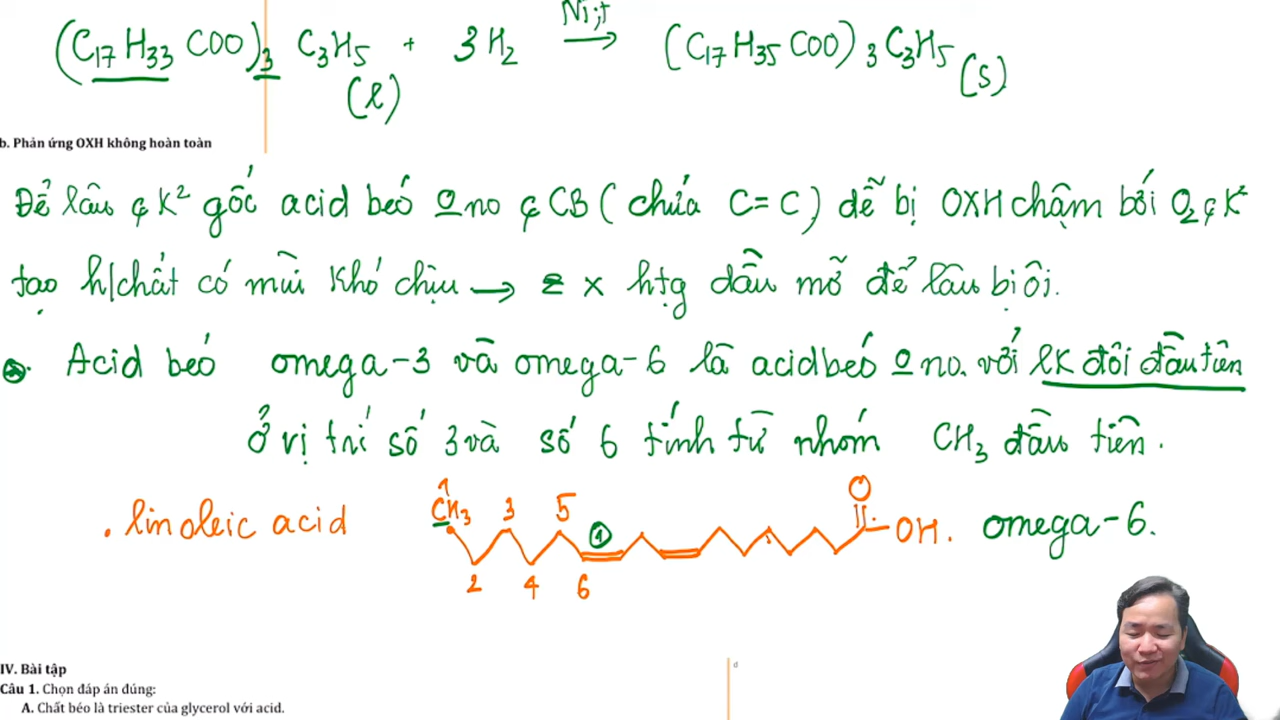 (C17H33COO)3 C3H5 + 3H2 Ni,t → (C17H35COO)3C3H5 (s)
(l)
b. Phản ứng OXH không hoàn toàn
Để lâu ¢ K² gốc acid béo 0 no ¢ CB ( chứa C=C ) dễ bị OXH chậm bởi O2 ¢ K²
tạo h/chất có mùi khó chịu → x htg dầu mỡ để lâu bị ôi.
Acid béo omega-3 và omega-6 là acid béo 0 no. với lK đôi đầu tiên
ở vị trí số 3 và số 6 tính từ nhóm CH3 đầu tiên.
1
. linoleic acid CH3 3 5 1 O OH. omega-6.
2 4 6
IV. Bài tập
Câu 1. Chọn đáp án đúng:
A. Chất béo là triester của glycerol với acid.
d